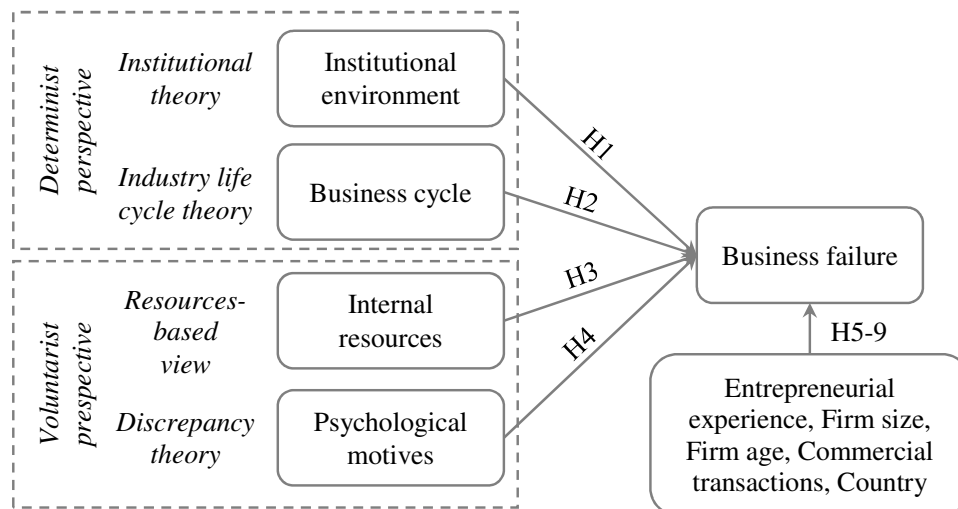 Determinist
perspective
Institutional
theory
Institutional
environment
Industry life
cycle theory
Business cycle
Voluntarist
prespective
Resources-
based
view
Internal
resources
Discrepancy
theory
Psychological
motives
H1
H2
H3
H4
Business failure
H5-9
Entrepreneurial
experience, Firm size,
Firm age, Commercial
transactions, Country